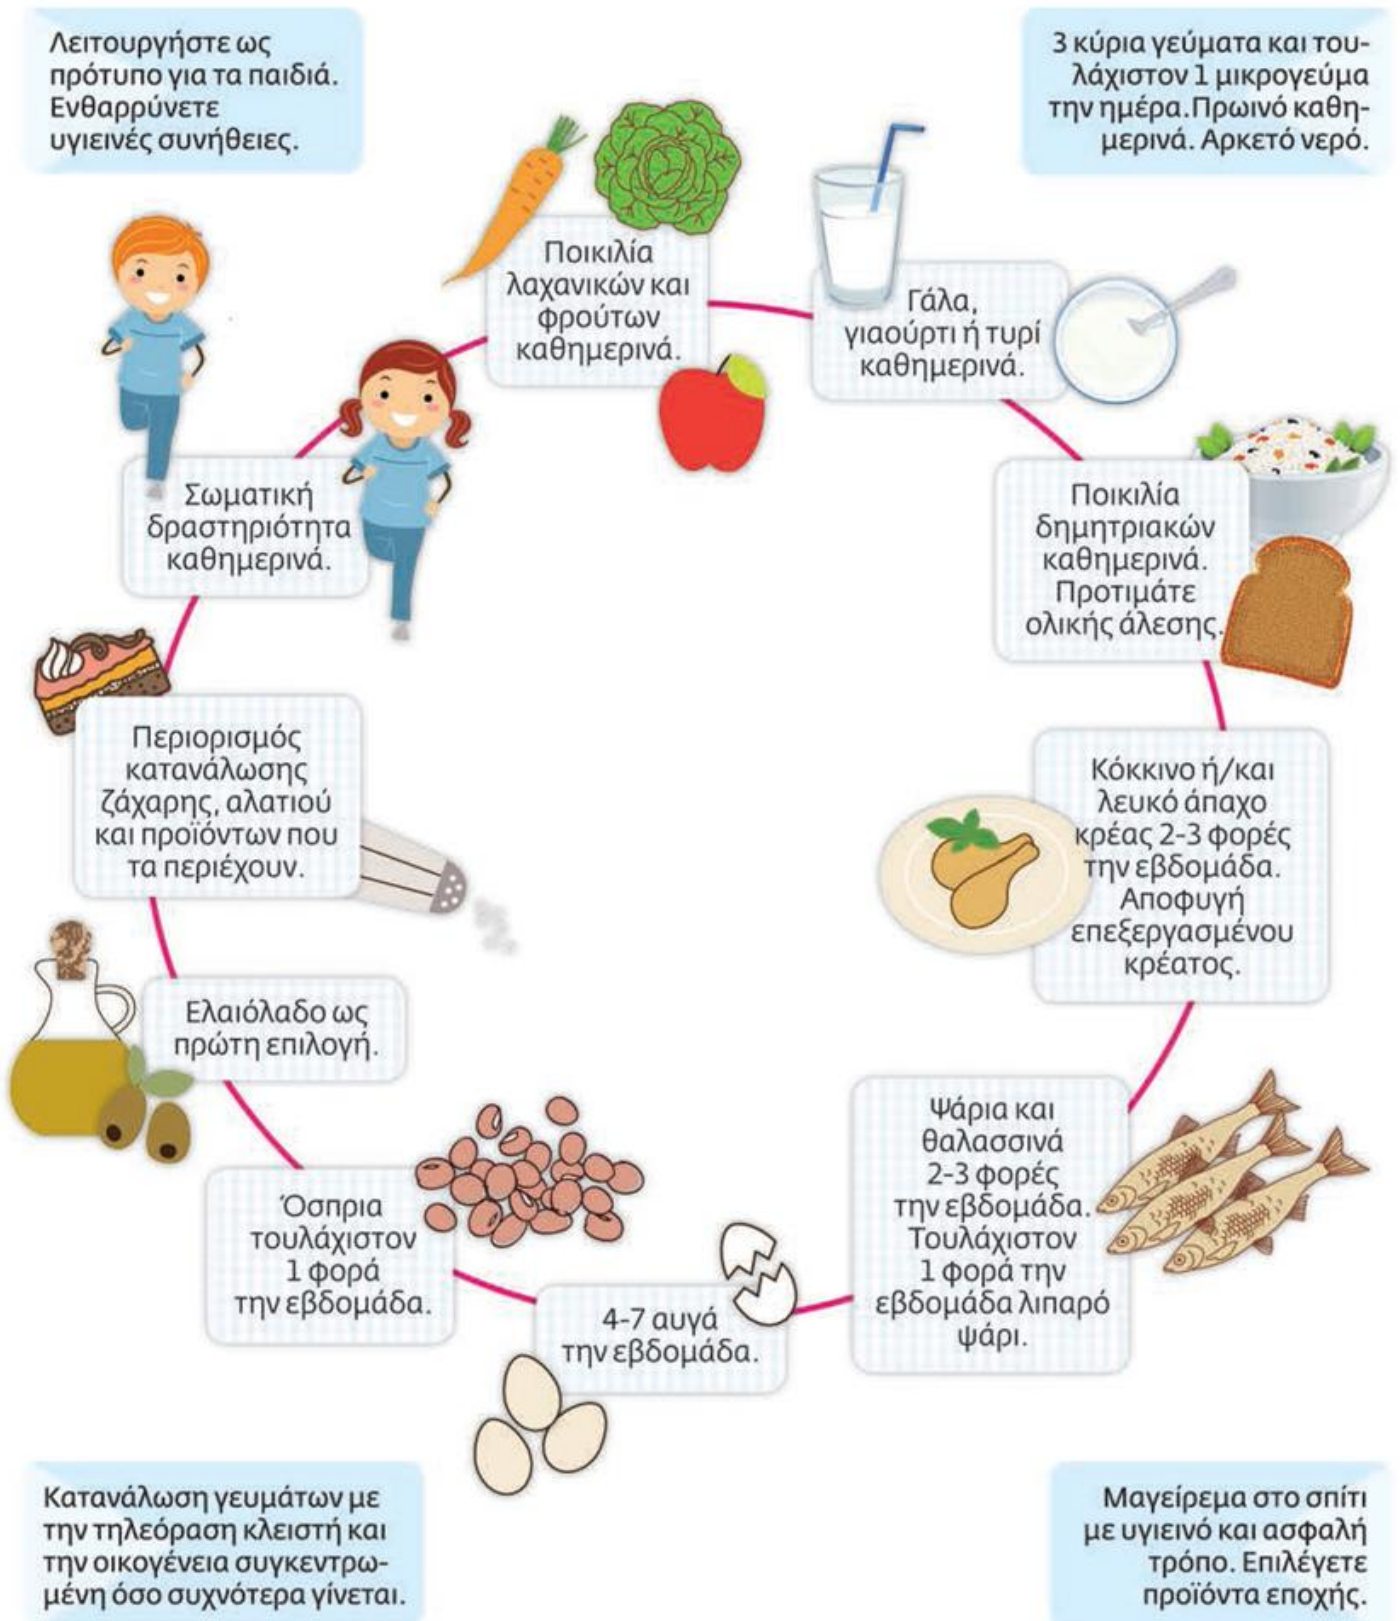 Λειτουργήστε ως
πρότυπο για τα παιδιά.
Ενθαρρύνετε
υγιεινές συνήθειες.
3 κύρια γεύματα και του-
λάχιστον 1 μικρογεύμα
την ημέρα.Πρωινό καθη-
μερινά. Αρκετό νερό.
Ποικιλία
λαχανικών και
φρούτων
καθημερινά.
Γάλα,
γιαούρτι ή τυρί
καθημερινά.
Ποικιλία
δημητριακών
καθημερινά.
Προτιμάτε
ολικής άλεσης.
Κόκκινο ή/και
λευκό άπαχο
κρέας 2-3 φορές
την εβδομάδα.
Αποφυγή
επεξεργασμένου
κρέατος.
Ψάρια και
θαλασσινά
2-3 φορές
την εβδομάδα.
Τουλάχιστον
1 φορά την
εβδομάδα λιπαρό
ψάρι.
4-7 αυγά
την εβδομάδα.
Όσπρια
τουλάχιστον
1 φορά
την εβδομάδα.
Ελαιόλαδο ως
πρώτη επιλογή.
Περιορισμός
κατανάλωσης
ζάχαρης, αλατιού
και προϊόντων που
τα περιέχουν.
Σωματική
δραστηριότητα
καθημερινά.
Κατανάλωση γευμάτων με
την τηλεόραση κλειστή και
την οικογένεια συγκεντρω-
μένη όσο συχνότερα γίνεται.
Μαγείρεμα στο σπίτι
με υγιεινό και ασφαλή
τρόπο. Επιλέγετε
προϊόντα εποχής.